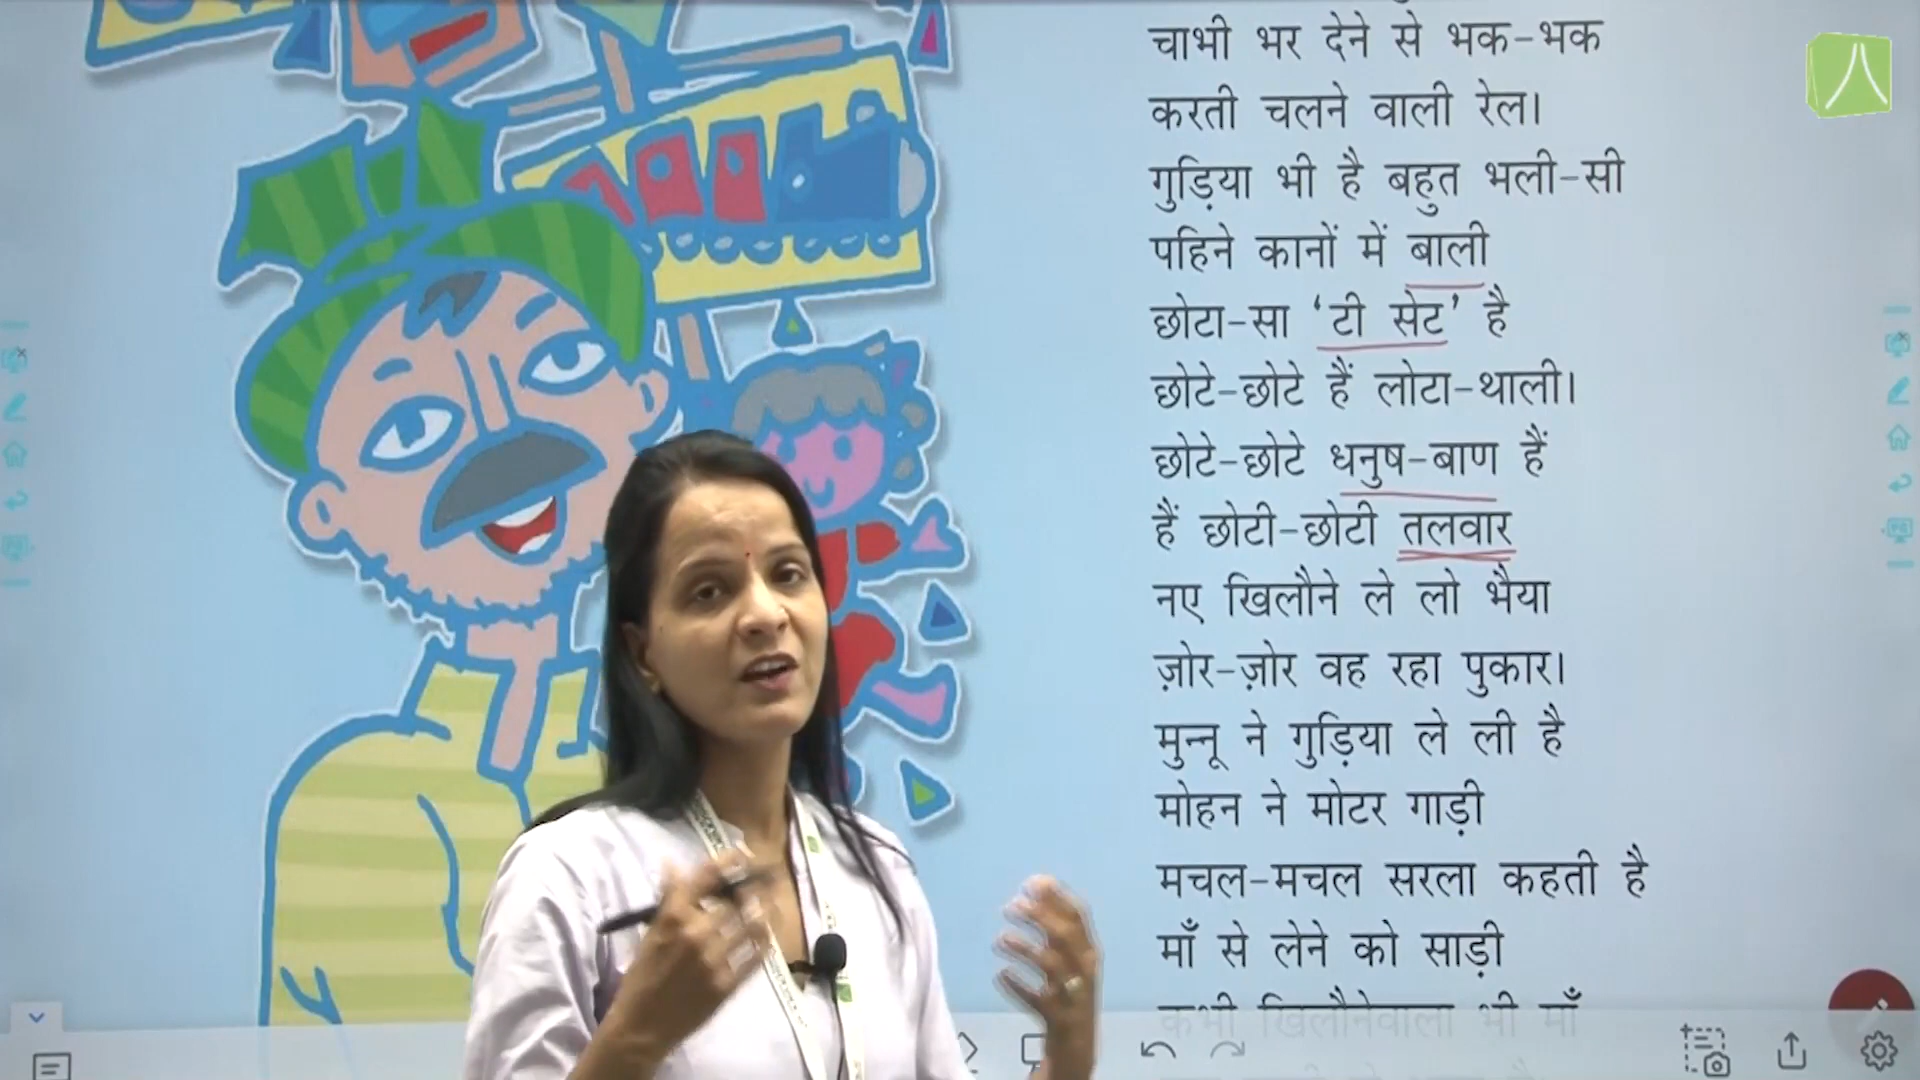 चाभी भर देने से भक-भक
करती चलने वाली रेल।
गुड़िया भी है बहुत भली-सी
पहिने कानों में बाली
छोटा-सा ‘टी सेट’ है
छोटे-छोटे हैं लोटा-थाली।
छोटे-छोटे धनुष-बाण हैं
हैं छोटी-छोटी तलवार
नए खिलौने ले लो भैया
ज़ोर-ज़ोर वह रहा पुकार।
मुन्नू ने गुड़िया ले ली है
मोहन ने मोटर गाड़ी
मचल-मचल सरला कहती है
माँ से लेने को साड़ी
कभी खिलौनेवाला भी माँ